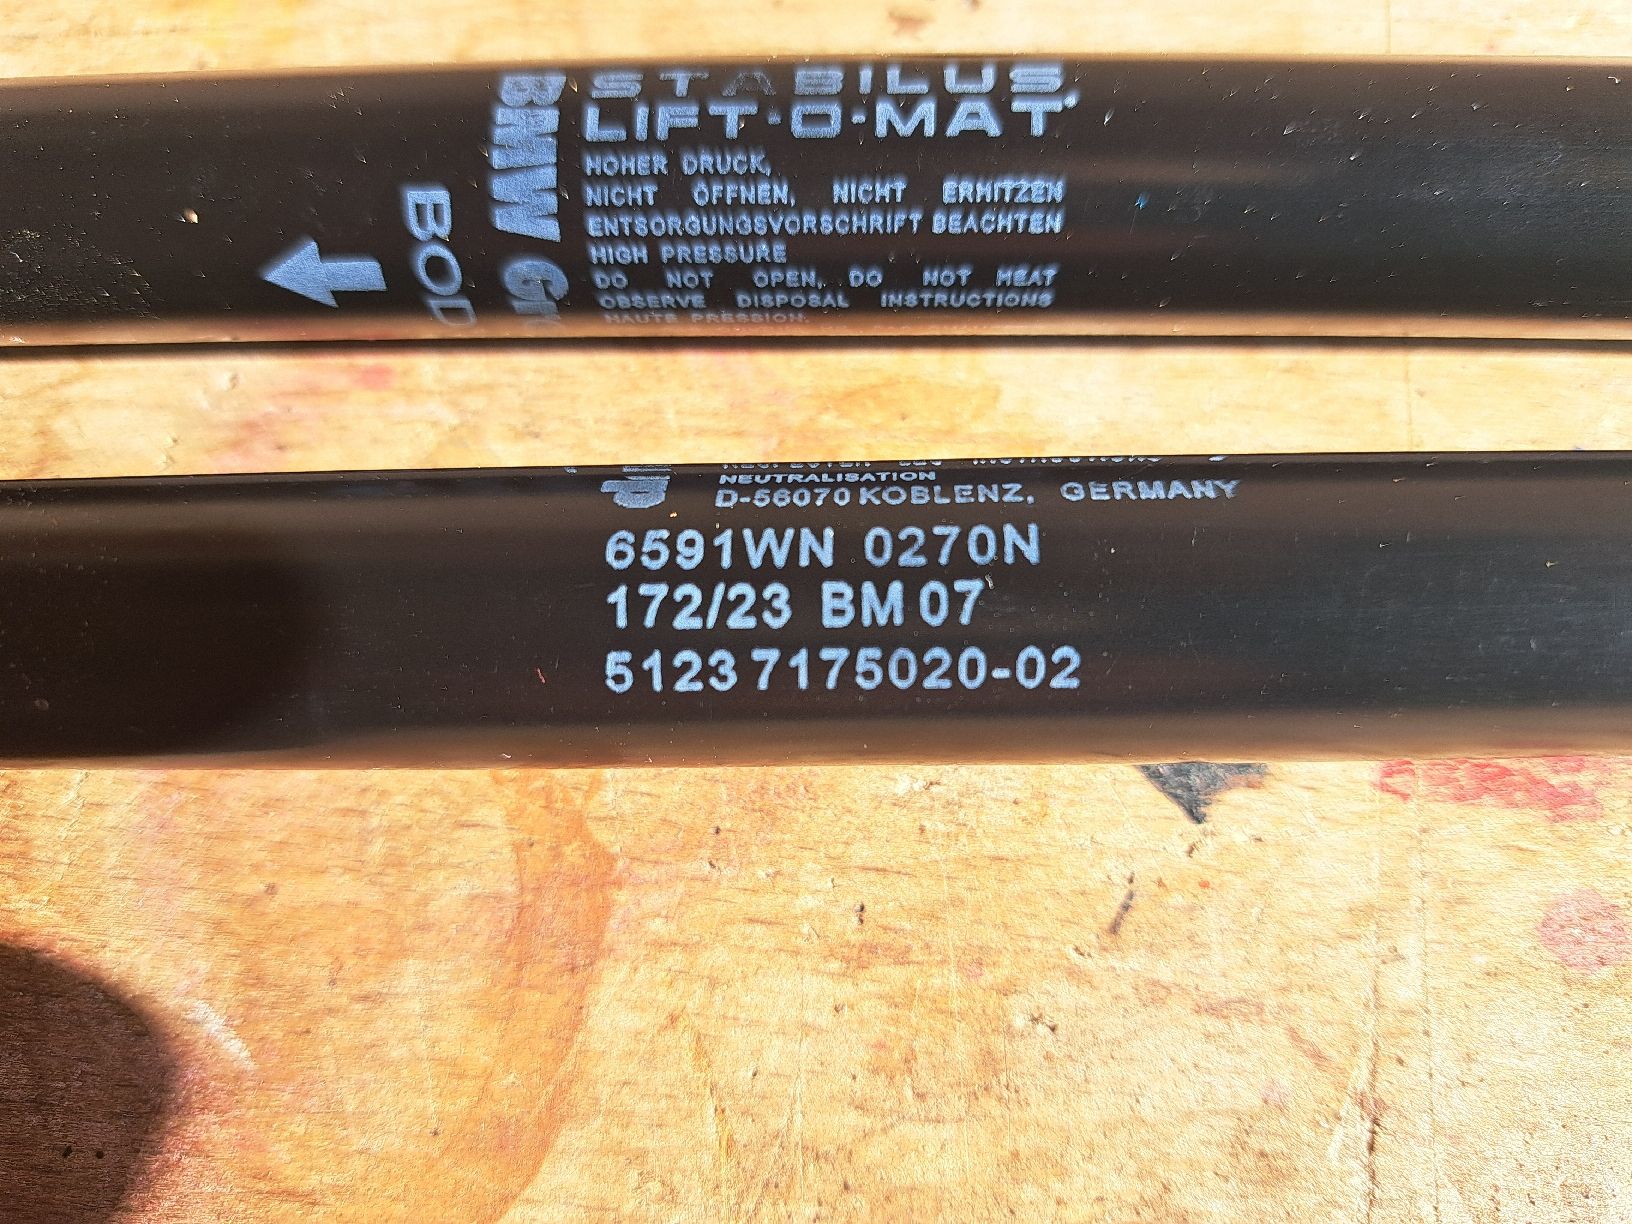 STABILUS
LIFT-O-MAT
HOHER DRUCK,
NICHT ÖFFNEN, NICHT ERHITZEN
ENTSORGUNGSVORSCHRIFT BEACHTEN
HIGH PRESSURE
DO NOT OPEN, DO NOT HEAT
OBSERVE DISPOSAL INSTRUCTIONS
HAUTE PRESSION.
BMW Gro
BOD
NEUTRALISATION
D-56070 KOBLENZ, GERMANY
6591WN 0270N
172/23 BM 07
5123 7175020-02